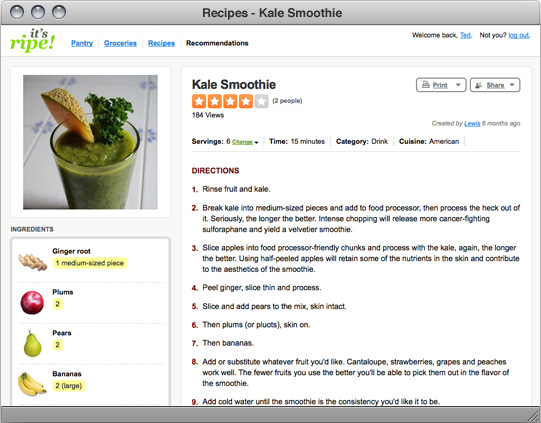 Recipes - Kale Smoothie
it's
ripe!
Pantry Groceries Recipes Recommendations
Welcome back, Ted. Not you? log out.
Kale Smoothie
Print Share
(2 people)
184 Views
Created by Lewis 6 months ago
Servings: 6 Change Time: 15 minutes Category: Drink Cuisine: American
INGREDIENTS
Ginger root
1 medium-sized piece
Plums
2
Pears
2
Bananas
2 (large)
DIRECTIONS
1. Rinse fruit and kale.
2. Break kale into medium-sized pieces and add to food processor, then process the heck out of
it. Seriously, the longer the better. Intense chopping will release more cancer-fighting
sulforaphane and yield a velvetier smoothie.
3. Slice apples into food processor-friendly chunks and process with the kale, again, the longer
the better. Using half-peeled apples will retain some of the nutrients in the skin and contribute
to the aesthetics of the smoothie.
4. Peel ginger, slice thin and process.
5. Slice and add pears to the mix, skin intact.
6. Then plums (or pluots), skin on.
7. Then bananas.
8. Add or substitute whatever fruit you'd like. Cantaloupe, strawberries, grapes and peaches
work well. The fewer fruits you use the better you'll be able to pick them out in the flavor of
the smoothie.
9. Add cold water until the smoothie is the consistency you'd like it to be.